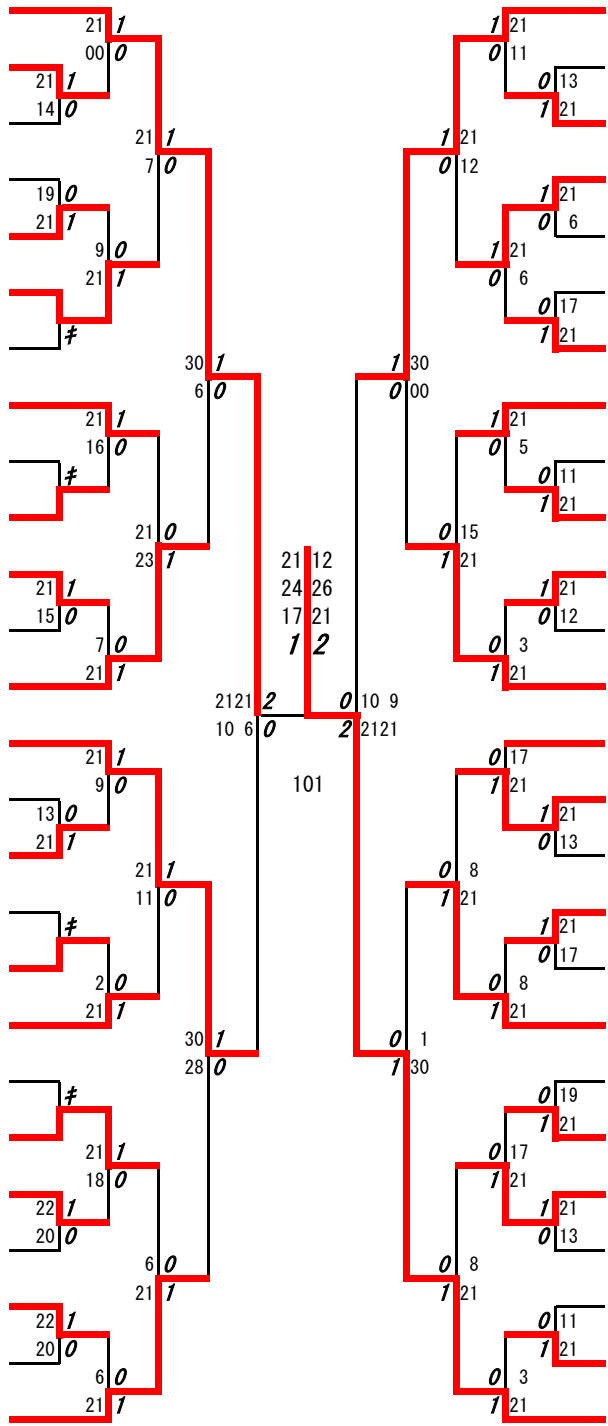 21 1 1 21
00 0 0 11
21 1 0 13
14 0 1 21
21 1 1 21
7 0 0 12
19 0 1 21
21 1 0 6
9 0 1 21
21 1 0 6
0 17
≠ 1 21
30 1 1 30
6 0 0 00
21 1 1 21
16 0 0 5
≠ 0 11
1 21
21 0 0 15
23 1 1 21
21 12
24 26
17 21
1 2
21 1 1 21
15 0 0 12
7 0 0 3
21 1 1 21
2121 2 0 10 9
10 6 0 2 2121
101
21 1 0 17
9 0 1 21
13 0 1 21
21 1 0 13
21 1 0 8
11 0 1 21
≠ 1 21
0 17
2 0 0 8
21 1 1 21
30 1 0 1
28 0 1 30
≠ 0 19
1 21
21 1 0 17
18 0 1 21
22 1 1 21
20 0 0 13
6 0 0 8
21 1 1 21
22 1 0 11
20 0 1 21
6 0 0 3
21 1 1 21